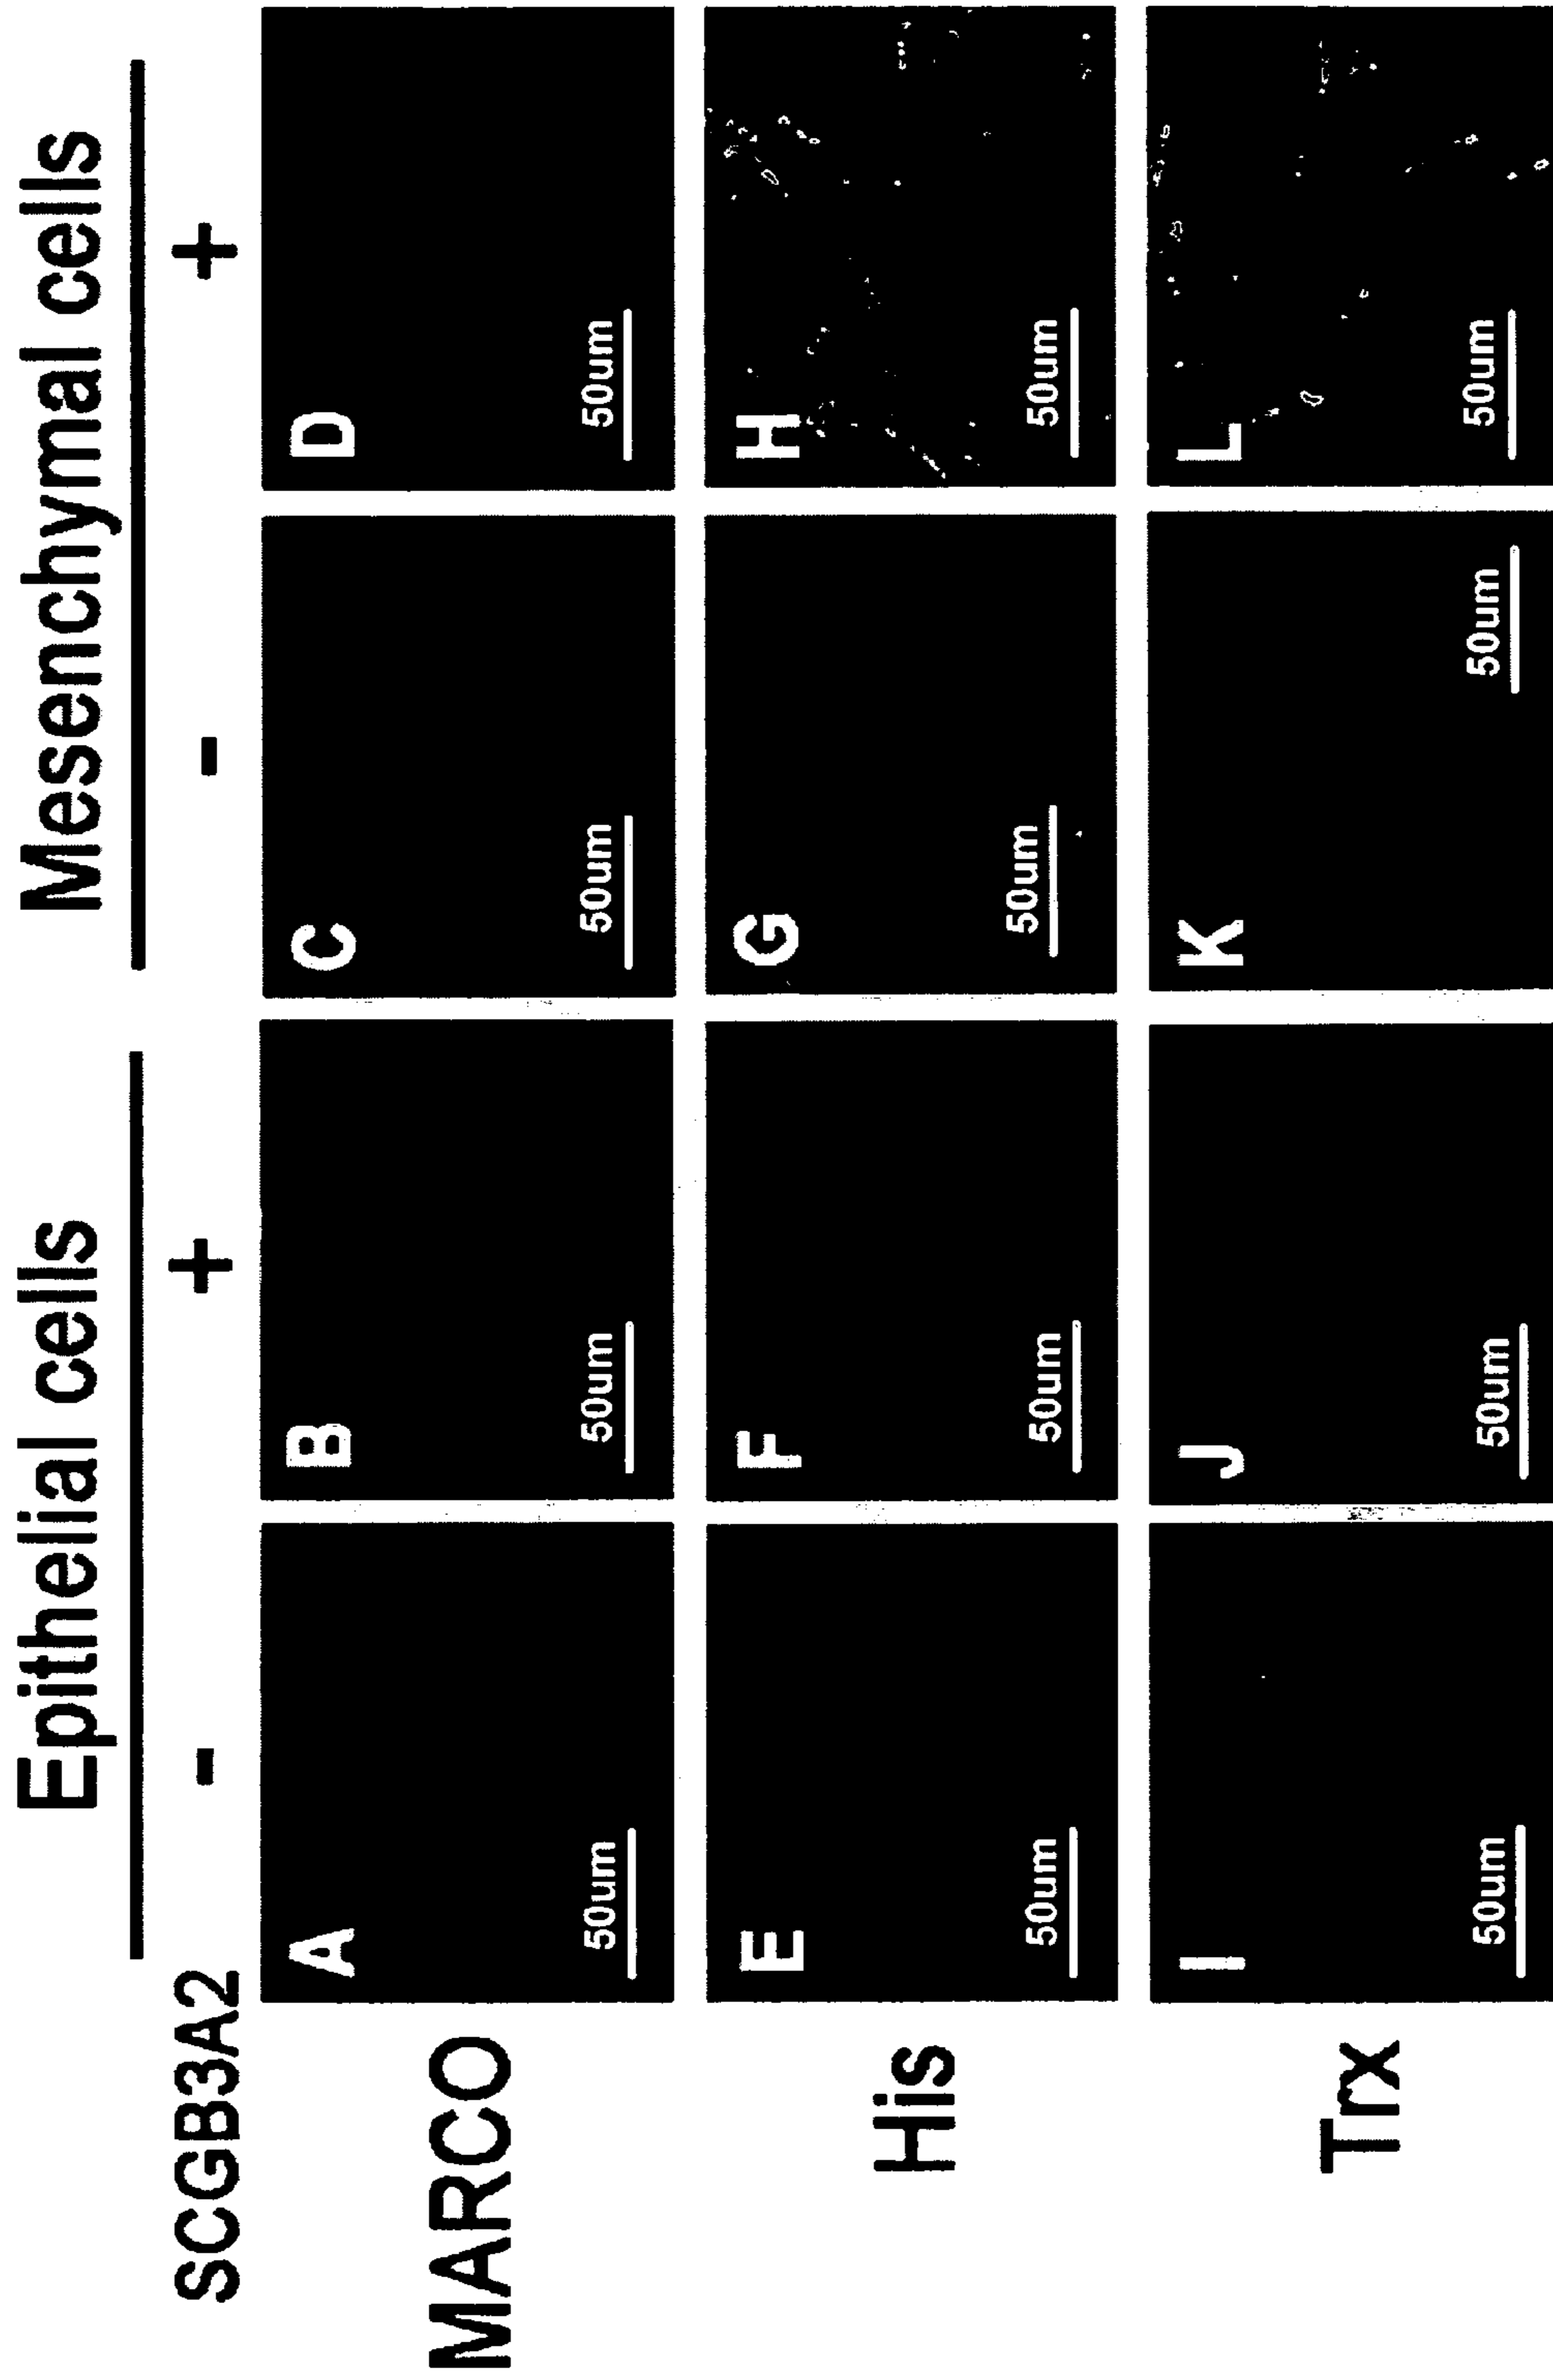 Epithelial cells Mesenchymal cells
SCGB3A2 - + - +
MARCO
A B C D
50um 50um 50um 50um
His
E F G H
50um 50um 50um 50um
Trx
I J K L
50um 50um 50um 50um